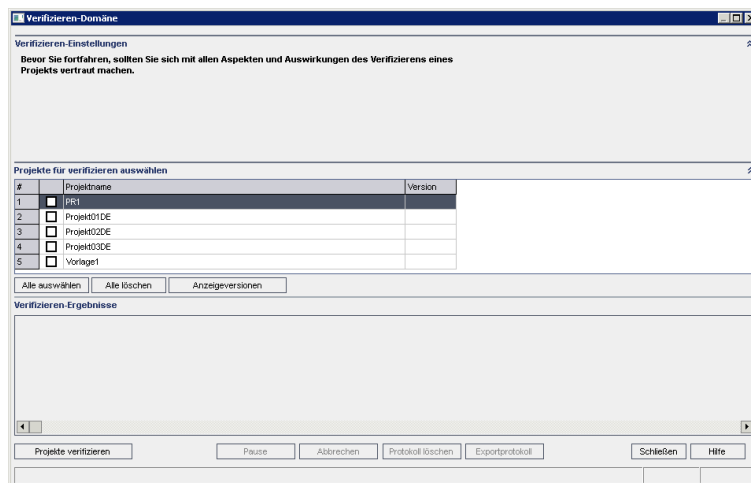 Verifizieren-Domäne
Verifizieren-Einstellungen
Bevor Sie fortfahren, sollten Sie sich mit allen Aspekten und Auswirkungen des Verifizierens eines
Projekts vertraut machen.
Projekte für verifizieren auswählen
# Projektname Version
1 PR1
2 Projekt01DE
3 Projekt02DE
4 Projekt03DE
5 Vorlage1
Alle auswählen Alle löschen Anzeigeversionen
Verifizieren-Ergebnisse
Projekte verifizieren Pause Abbrechen Protokoll löschen Exportprotokoll Schließen Hilfe